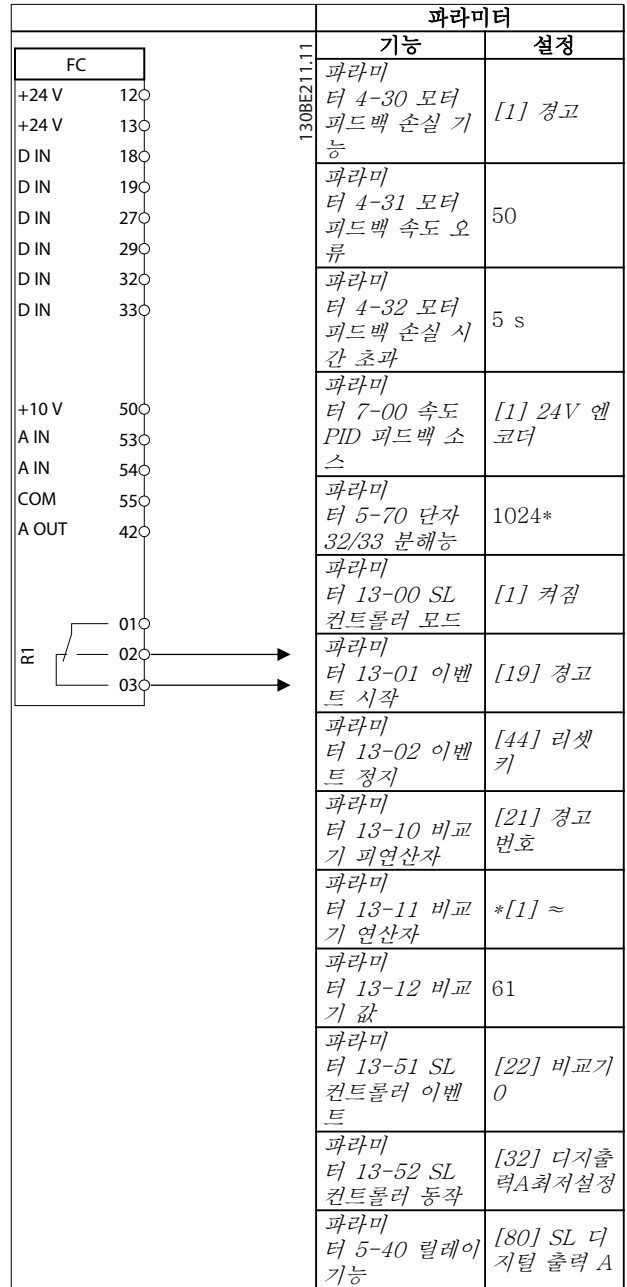 파라미터
기능 설정
파라미
터 4-30 모터
피드백 손실 기
능
[1] 경고
파라미
터 4-31 모터
피드백 속도 오
류
50
파라미
터 4-32 모터
피드백 손실 시
간 초과
5 s
파라미
터 7-00 속도
PID 피드백 소
스
[1] 24V 엔
코더
파라미
터 5-70 단자
32/33 분해능
1024*
파라미
터 13-00 SL
컨트롤러 모드
[1] 켜짐
파라미
터 13-01 이벤
트 시작
[19] 경고
파라미
터 13-02 이벤
트 정지
[44] 리셋
키
파라미
터 13-10 비교
기 피연산자
[21] 경고
번호
파라미
터 13-11 비교
기 연산자
*[1] ≈
파라미
터 13-12 비교
기 값
61
파라미
터 13-51 SL
컨트롤러 이벤
트
[22] 비교기
0
파라미
터 13-52 SL
컨트롤러 동작
[32] 디지출
력A최저설정
파라미
터 5-40 릴레이
기능
[80] SL 디
지털 출력 A
FC
+24 V 12
+24 V 13
D IN 18
D IN 19
D IN 27
D IN 29
D IN 32
D IN 33
+10 V 50
A IN 53
A IN 54
COM 55
A OUT 42
R1
01
02
03
130BE211.11